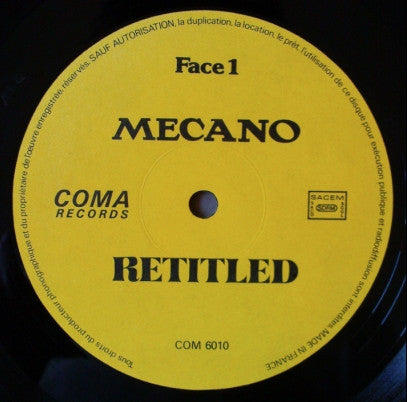 Face 1
MECANO
COMA
RECORDS
SACEM
SDRM
RETITLED
COM 6010
Tous droits du producteur phonographique et du propriétaire de l'œuvre enregistrée, réservés. SAUF AUTORISATION, la duplication, la location, le prêt, l'utilisation de ce disque pour exécution publique et radiodiffusion sont interdites. MADE IN FRANCE